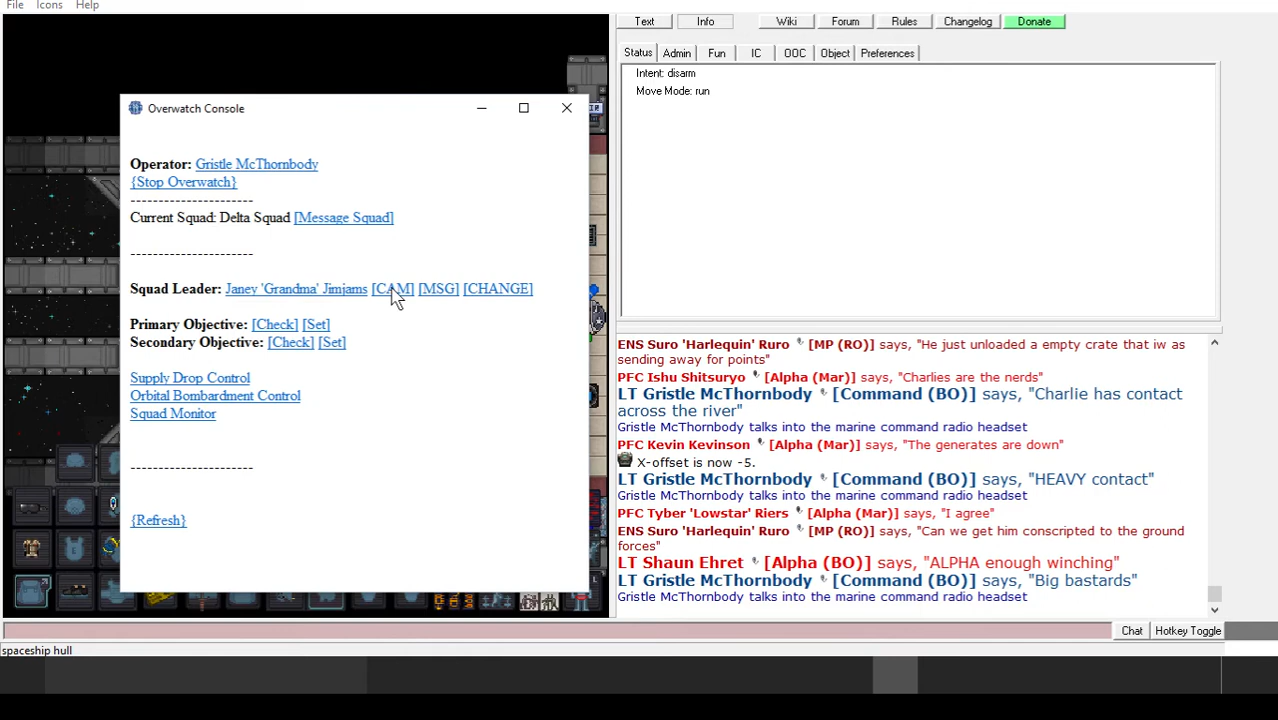 File Icons Help
Text Info Wiki Forum Rules Changelog Donate
Status Admin Fun IC OOC Object Preferences
Intent: disarm
Move Mode: run
Overwatch Console
Operator: Gristle McThornbody
{Stop Overwatch}
----------------------
Current Squad: Delta Squad [Message Squad]
----------------------
Squad Leader: Janey 'Grandma' Jimjams [CAM] [MSG] [CHANGE]
Primary Objective: [Check] [Set]
Secondary Objective: [Check] [Set]
Supply Drop Control
Orbital Bombardment Control
Squad Monitor
----------------------
{Refresh}
ENS Suro 'Harlequin' Ruro [MP (RO)] says, "He just unloaded a empty crate that iw as
sending away for points"
PFC Ishu Shitsuryo [Alpha (Mar)] says, "Charlies are the nerds"
LT Gristle McThornbody [Command (BO)] says, "Charlie has contact
across the river"
Gristle McThornbody talks into the marine command radio headset
PFC Kevin Kevinson [Alpha (Mar)] says, "The generates are down"
X-offset is now -5.
LT Gristle McThornbody [Command (BO)] says, "HEAVY contact"
Gristle McThornbody talks into the marine command radio headset
PFC Tyber 'Lowstar' Riers [Alpha (Mar)] says, "I agree"
ENS Suro 'Harlequin' Ruro [MP (RO)] says, "Can we get him conscripted to the ground
forces"
LT Shaun Ehret [Alpha (BO)] says, "ALPHA enough winching"
LT Gristle McThornbody [Command (BO)] says, "Big bastards"
Gristle McThornbody talks into the marine command radio headset
Chat Hotkey Toggle
spaceship hull